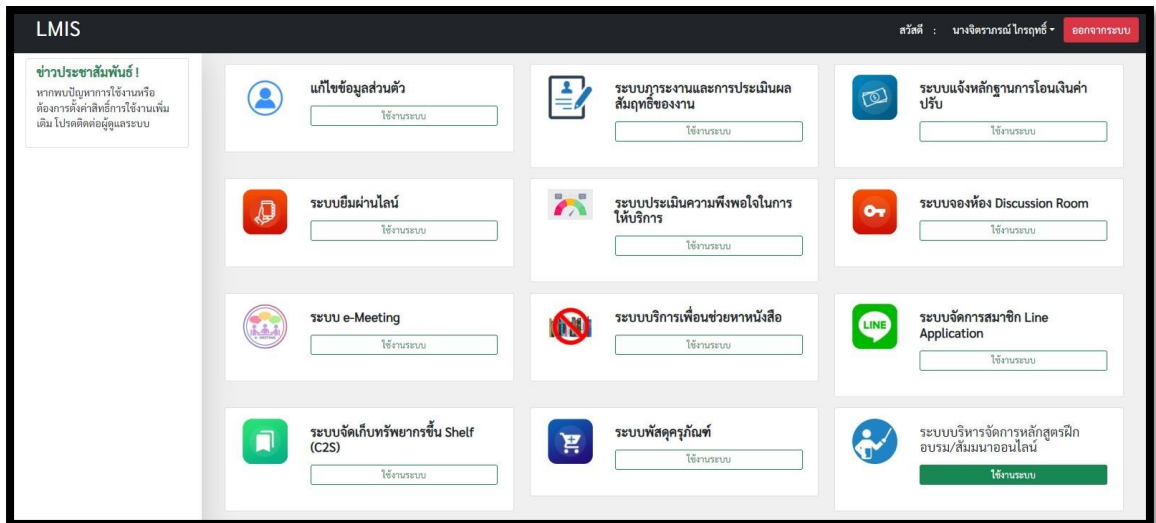 LMIS
สวัสดี : นางจิตราภรณ์ ไกรฤทธิ์
ออกจากระบบ
ข่าวประชาสัมพันธ์ !
หากพบปัญหาการใช้งานหรือ
ต้องการตั้งค่าสิทธิ์การใช้งานเพิ่ม
เติม โปรดติดต่อผู้ดูแลระบบ
แก้ไขข้อมูลส่วนตัว
ใช้งานระบบ
ระบบภาระงานและการประเมินผล
สัมฤทธิ์ของงาน
ใช้งานระบบ
ระบบแจ้งหลักฐานการโอนเงินค่า
ปรับ
ใช้งานระบบ
ระบบยืมผ่านไลน์
ใช้งานระบบ
ระบบประเมินความพึงพอใจในการ
ให้บริการ
ใช้งานระบบ
ระบบจองห้อง Discussion Room
ใช้งานระบบ
E-MEETING
ระบบ e-Meeting
ใช้งานระบบ
ระบบบริการเพื่อนช่วยหาหนังสือ
ใช้งานระบบ
LINE
ระบบจัดการสมาชิก Line
Application
ใช้งานระบบ
ระบบจัดเก็บทรัพยากรขึ้น Shelf
(C2S)
ใช้งานระบบ
ระบบพัสดุครุภัณฑ์
ใช้งานระบบ
ระบบบริหารจัดการหลักสูตรฝึก
อบรม/สัมมนาออนไลน์
ใช้งานระบบ